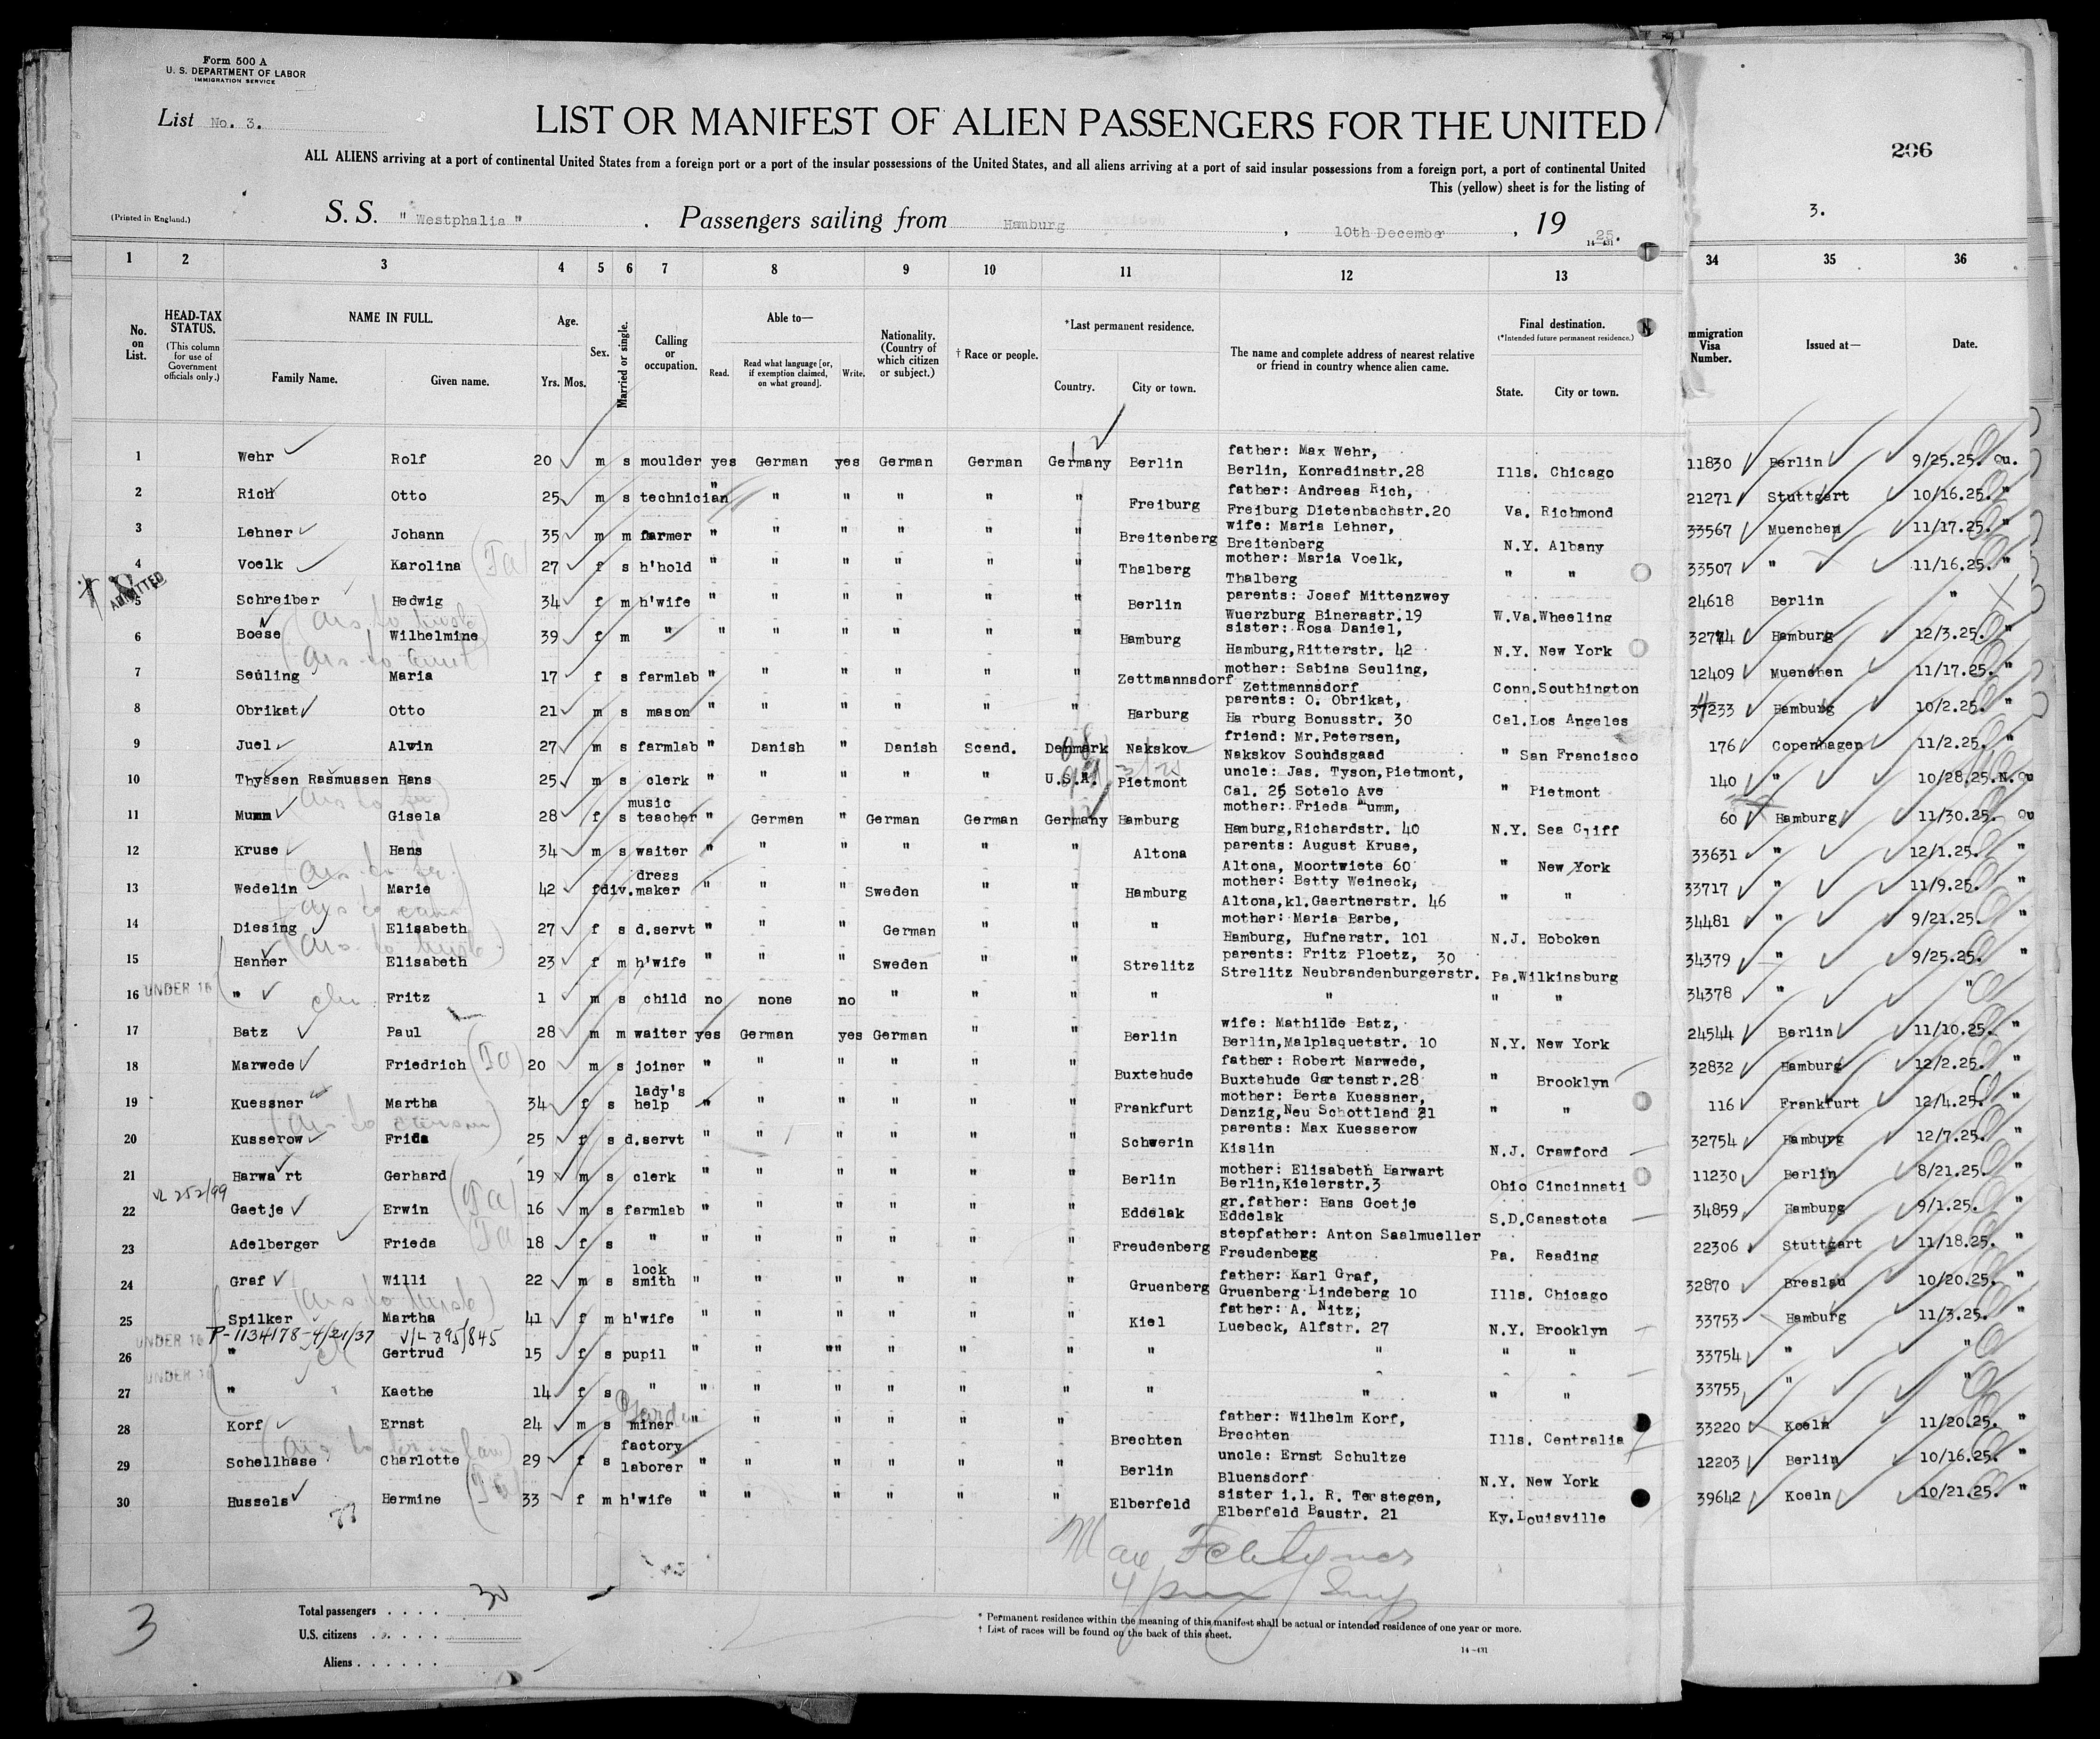 Form 500 A
U. S. DEPARTMENT OF LABOR
IMMIGRATION SERVICE
List No. 3.
LIST OR MANIFEST OF ALIEN PASSENGERS FOR THE UNITED
206
ALL ALIENS arriving at a port of continental United States from a foreign port or a port of the insular possessions of the United States, and all aliens arriving at a port of said insular possessions from a foreign port, a port of continental United
This (yellow) sheet is for the listing of
(Printed in England.)
S. S. " Westphalia " . Passengers sailing from Hamburg , 10th December , 19 25.
14-431
3.
1 2 3 4 5 6 7 8 9 10 11 12 13 34 35 36
No. on List.
HEAD-TAX STATUS.
(This column for use of Government officials only.)
NAME IN FULL.
Family Name. Given name.
Age.
Yrs. Mos.
Sex.
Married or single.
Calling or occupation.
Able to—
Read. Read what language [or, if exemption claimed, on what ground]. Write.
Nationality. (Country of which citizen or subject.)
† Race or people.
*Last permanent residence.
Country. City or town.
The name and complete address of nearest relative or friend in country whence alien came.
Final destination.
(*Intended future permanent residence.)
State. City or town.
mmigration Visa Number.
Issued at—
Date.
1 Wehr Rolf 20 m s moulder yes German yes German German Germany Berlin father: Max Wehr, Berlin, Konradinstr.28 Ills. Chicago 11830 Berlin 9/25.25. ou.
2 Rich Otto 25 m s technician " " " " " " Freiburg father: Andreas Rich, Freiburg Dietenbachstr.20 Va. Richmond 21271 Stuttgart 10/16.25. "
3 Lehner Johann 35 m m farmer " " " " " " Breitenberg wife: Maria Lehner, Breitenberg N.Y. Albany 33567 Muenchen 11/17.25. "
4 Voelk Karolina 27 f s h'hold " " " " " " Thalberg mother: Maria Voelk, Thalberg " " 33507 " 11/16.25. "
ADMITTED
5 Schreiber Hedwig 34 f m h'wife " " " " " " Berlin parents: Josef Mittenzwey Wuerzburg Binerastr.19 W.Va.Wheeling 24618 Berlin "
6 Boese Wilhelmine 39 f m " " " " " " " Hamburg sister: Rosa Daniel, Hamburg,Ritterstr. 42 N.Y. New York 32774 Hamburg 12/3.25. "
7 Seuling Maria 17 f s farmlab " " " " " " Zettmannsdorf mother: Sabina Seuling, Zettmannsdorf Conn.Southington 12409 Muenchen 11/17.25. "
8 Obrikat Otto 21 m s mason " " " " " " Harburg parents: O. Obrikat, Ha rburg Bonusstr. 30 Cal.Los Angeles 37233 Hamburg 10/2.25. "
9 Juel Alvin 27 m s farmlab " Danish " Danish Scand. Denmark Nakskov friend: Mr.Petersen, Nakskov Souhdsgaad " San Francisco 176 Copenhagen 11/2.25. "
10 Thyssen Rasmussen Hans 25 m s clerk " " " " " U.S.A. Pietmont uncle: Jas. Tyson,Pietmont, Cal. 25 Sotelo Ave " Pietmont 140 " 10/28.25.N.Qu
11 Mumm Gisela 28 f s music teacher " German " German German Germany Hamburg mother: Frieda Mumm, Hamburg,Richardstr. 40 N.Y. Sea Cliff 60 Hamburg 11/30.25. Qu
12 Kruse Hans 34 m s waiter " " " " " " Altona parents: August Kruse, Altona, Moortwiete 60 " New York 33631 " 12/1.25. "
13 Wedelin Marie 42 f div. dress maker " " " Sweden " " Hamburg mother: Betty Weineck, Altona,kl.Gaertnerstr. 46 " " 33717 " 11/9.25. "
14 Diesing Elisabeth 27 f s d.servt " " " German " " " mother: Maria Barbe, Hamburg, Hufnerstr. 101 N.J. Hoboken 34481 " 9/21.25. "
15 Hanner Elisabeth 23 f m h'wife " " " Sweden " " Strelitz parents: Fritz Ploetz, 30 Strelitz Neubrandenburgerstr. Pa.Wilkinsburg 34379 " 9/25.25. "
UNDER 16
16 " Fritz 1 m s child no none no " " " " " " " 34378 " "
17 Batz Paul 28 m m waiter yes German yes German " " Berlin wife: Mathilde Batz, Berlin,Malplaquetstr. 10 N.Y. New York 24544 Berlin 11/10.25. "
18 Marwede Friedrich 20 m s joiner " " " " " " Buxtehude father: Robert Marwede, Buxtehude Gartenstr.28 " Brooklyn 32832 Hamburg 12/2.25. "
19 Kuessner Martha 34 f s lady's help " " " " " " Frankfurt mother: Berta Kuessner, Danzig,Neu Schottland 21 " " 116 Frankfurt 12/4.25. "
20 Kusserow Frida 25 f s d.servt " " " " " " Schwerin parents: Max Kuesserow Kislin N.J. Crawford 32754 Hamburg 12/7.25. "
21 Harwa rt Gerhard 19 m s clerk " " " " " " Berlin mother: Elisabeth Harwart Berlin,Kielerstr.3 Ohio Cincinnati 11230 Berlin 8/21.25. "
VL 252/99
22 Gaetje Erwin 16 m s farmlab " " " " " " Eddelak gr.father: Hans Goetje Eddelak S.D.Canastota 34859 Hamburg 9/1.25. "
23 Adelberger Frieda 18 f s " " " " " " " Freudenberg stepfather: Anton Saalmueller Freudenberg Pa. Reading 22306 Stuttgart 11/18.25. "
24 Graf Willi 22 m s lock smith " " " " " " Gruenberg father: Karl Graf, Gruenberg Lindeberg 10 Ills. Chicago 32870 Breslau 10/20.25. "
25 Spilker Martha 41 f m h'wife " " " " " " Kiel father: A. Nitz, Luebeck, Alfstr. 27 N.Y. Brooklyn 33753 Hamburg 11/3.25. "
UNDER 16 P-1134178-4/21/37 V/L-295/845
26 " Gertrud 15 f s pupil " " "" " " " " " " " 33754 " "
UNDER 16
27 " Kaethe 14 f s " " " " " " " " " " " 33755 " "
28 Korf Ernst 24 m s miner " " " " " " Brechten father: Wilhelm Korf, Brechten Ills. Centralia 33220 Koeln 11/20.25. "
29 Schellhase Charlotte 29 f s factory laborer " " " " " " Berlin uncle: Ernst Schultze Bluensdorf N.Y. New York 12203 Berlin 10/16.25. "
30 Hussels Hermine 33 m h'wife f " " " " " " Elberfeld sister i.l. R. Terstegen, Elberfeld Baustr. 21 Ky.Louisville 39642 Koeln 10/21.25. "
Total passengers . . . . 30
U.S. citizens . . . . .
Aliens . . . . . .
3
* Permanent residence within the meaning of this manifest shall be actual or intended residence of one year or more.
† List of races will be found on the back of this sheet.
14-431